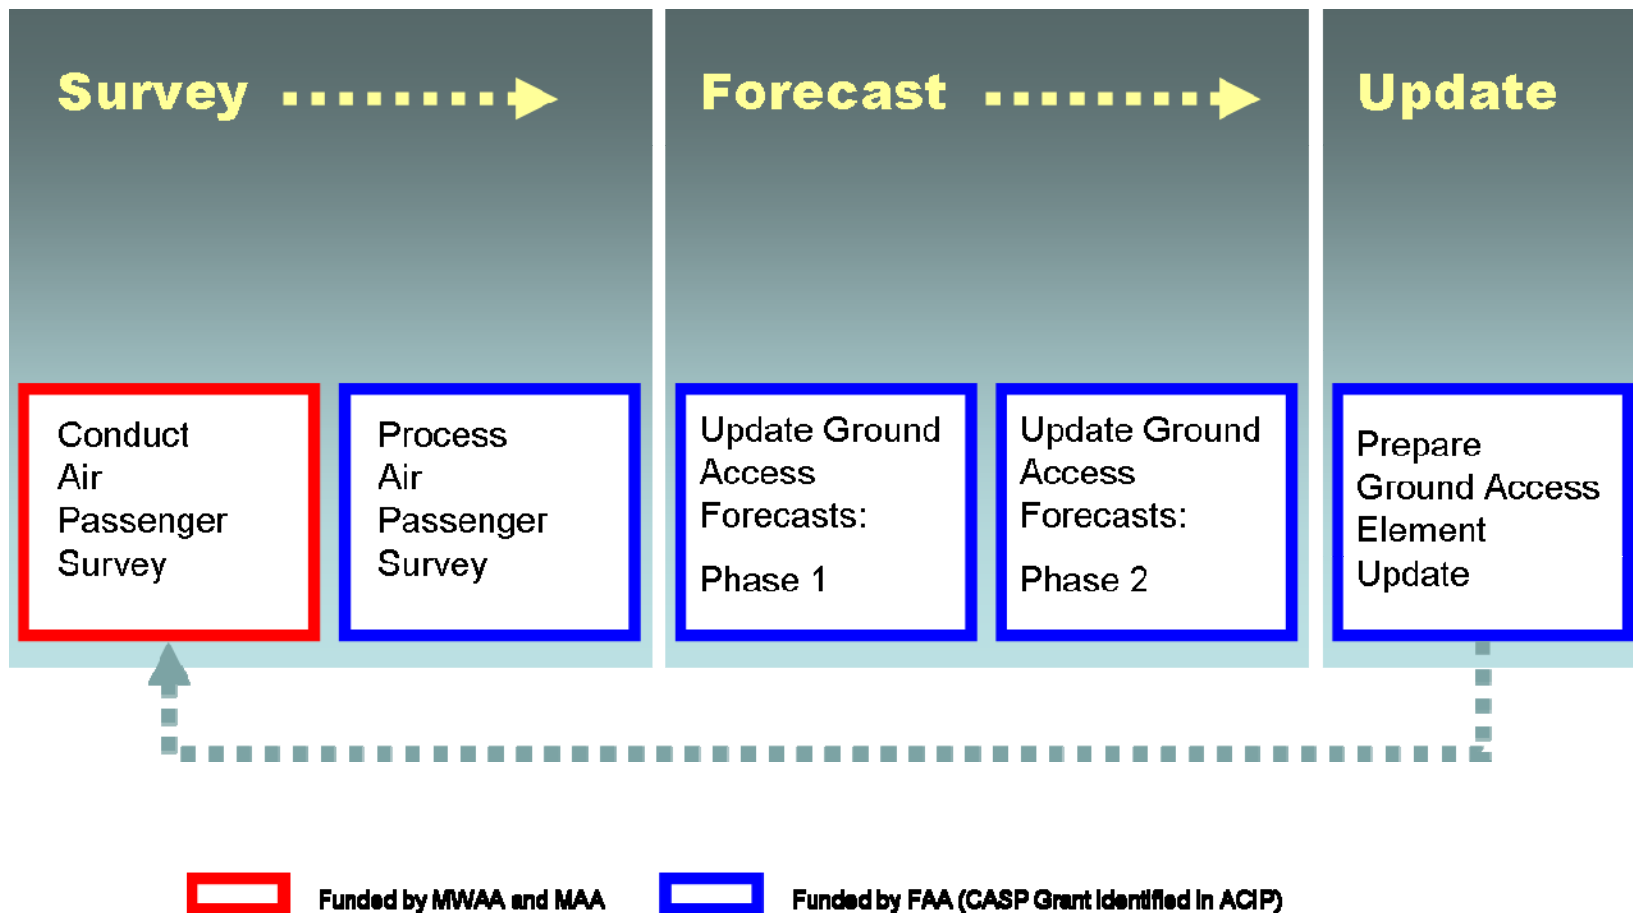 Survey
Forecast
Update
Conduct
Air
Passenger
Survey
Process
Air
Passenger
Survey
Update Ground
Access
Forecasts:
Phase 1
Update Ground
Access
Forecasts:
Phase 2
Prepare
Ground Access
Element
Update
Funded by MWAA and MAA
Funded by FAA (CASP Grant identified in ACIP)